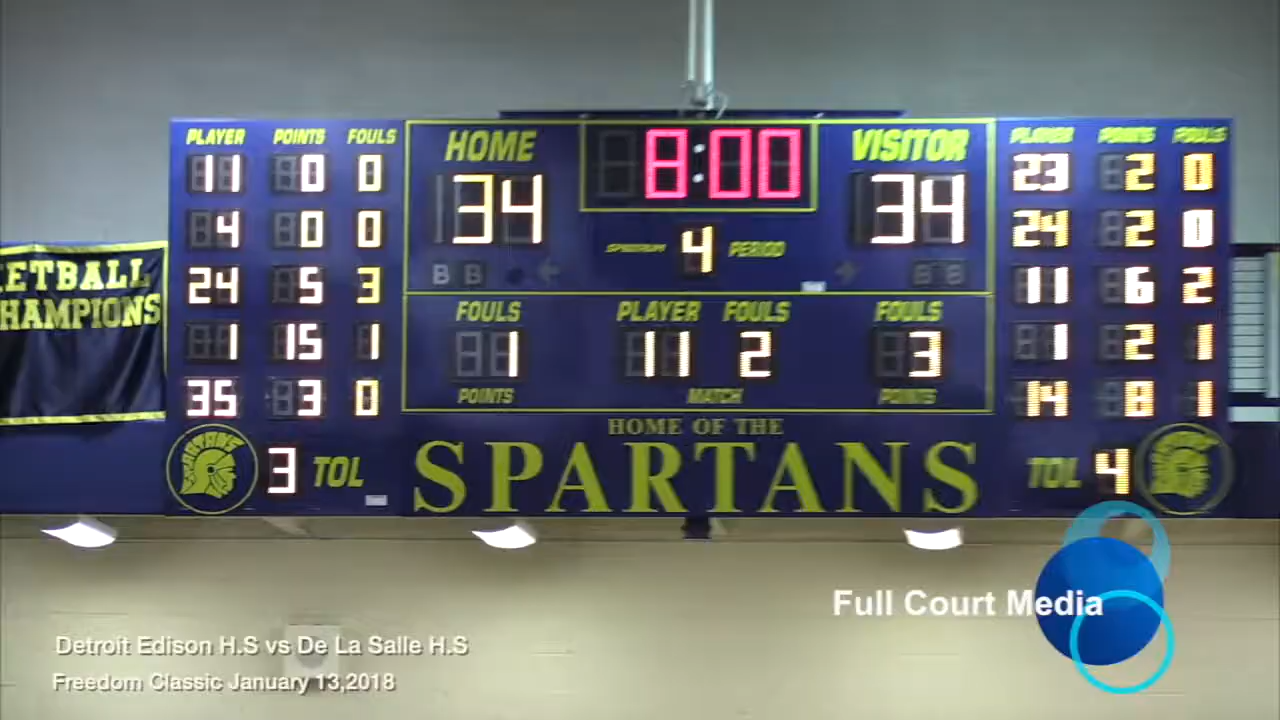 PLAYER POINTS FOULS
11 0 0
4 0 0
24 5 3
1 15 1
35 3 0
3 TOL
HOME 8:00 VISITOR
34 34
SPECTRUM 4 PERIOD
FOULS PLAYER FOULS FOULS
1 11 2 3
POINTS MATCH POINTS
HOME OF THE
SPARTANS
PLAYER POINTS FOULS
23 2 0
24 2 0
11 6 2
1 2 1
14 8 1
TOL 4
ETBALL
HAMPIONS
Full Court Media
Detroit Edison H.S vs De La Salle H.S
Freedom Classic January 13,2018